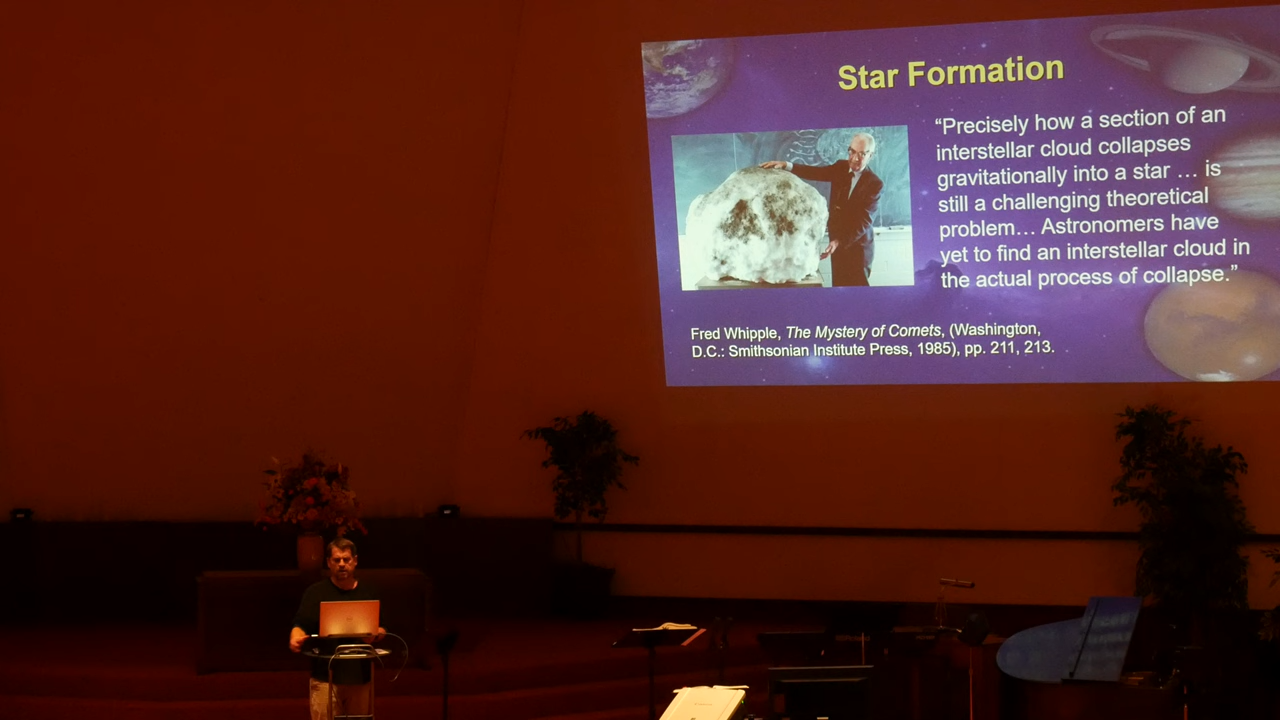 Star Formation
“Precisely how a section of an
interstellar cloud collapses
gravitationally into a star … is
still a challenging theoretical
problem… Astronomers have
yet to find an interstellar cloud in
the actual process of collapse.”
Fred Whipple, The Mystery of Comets, (Washington,
D.C.: Smithsonian Institute Press, 1985), pp. 211, 213.